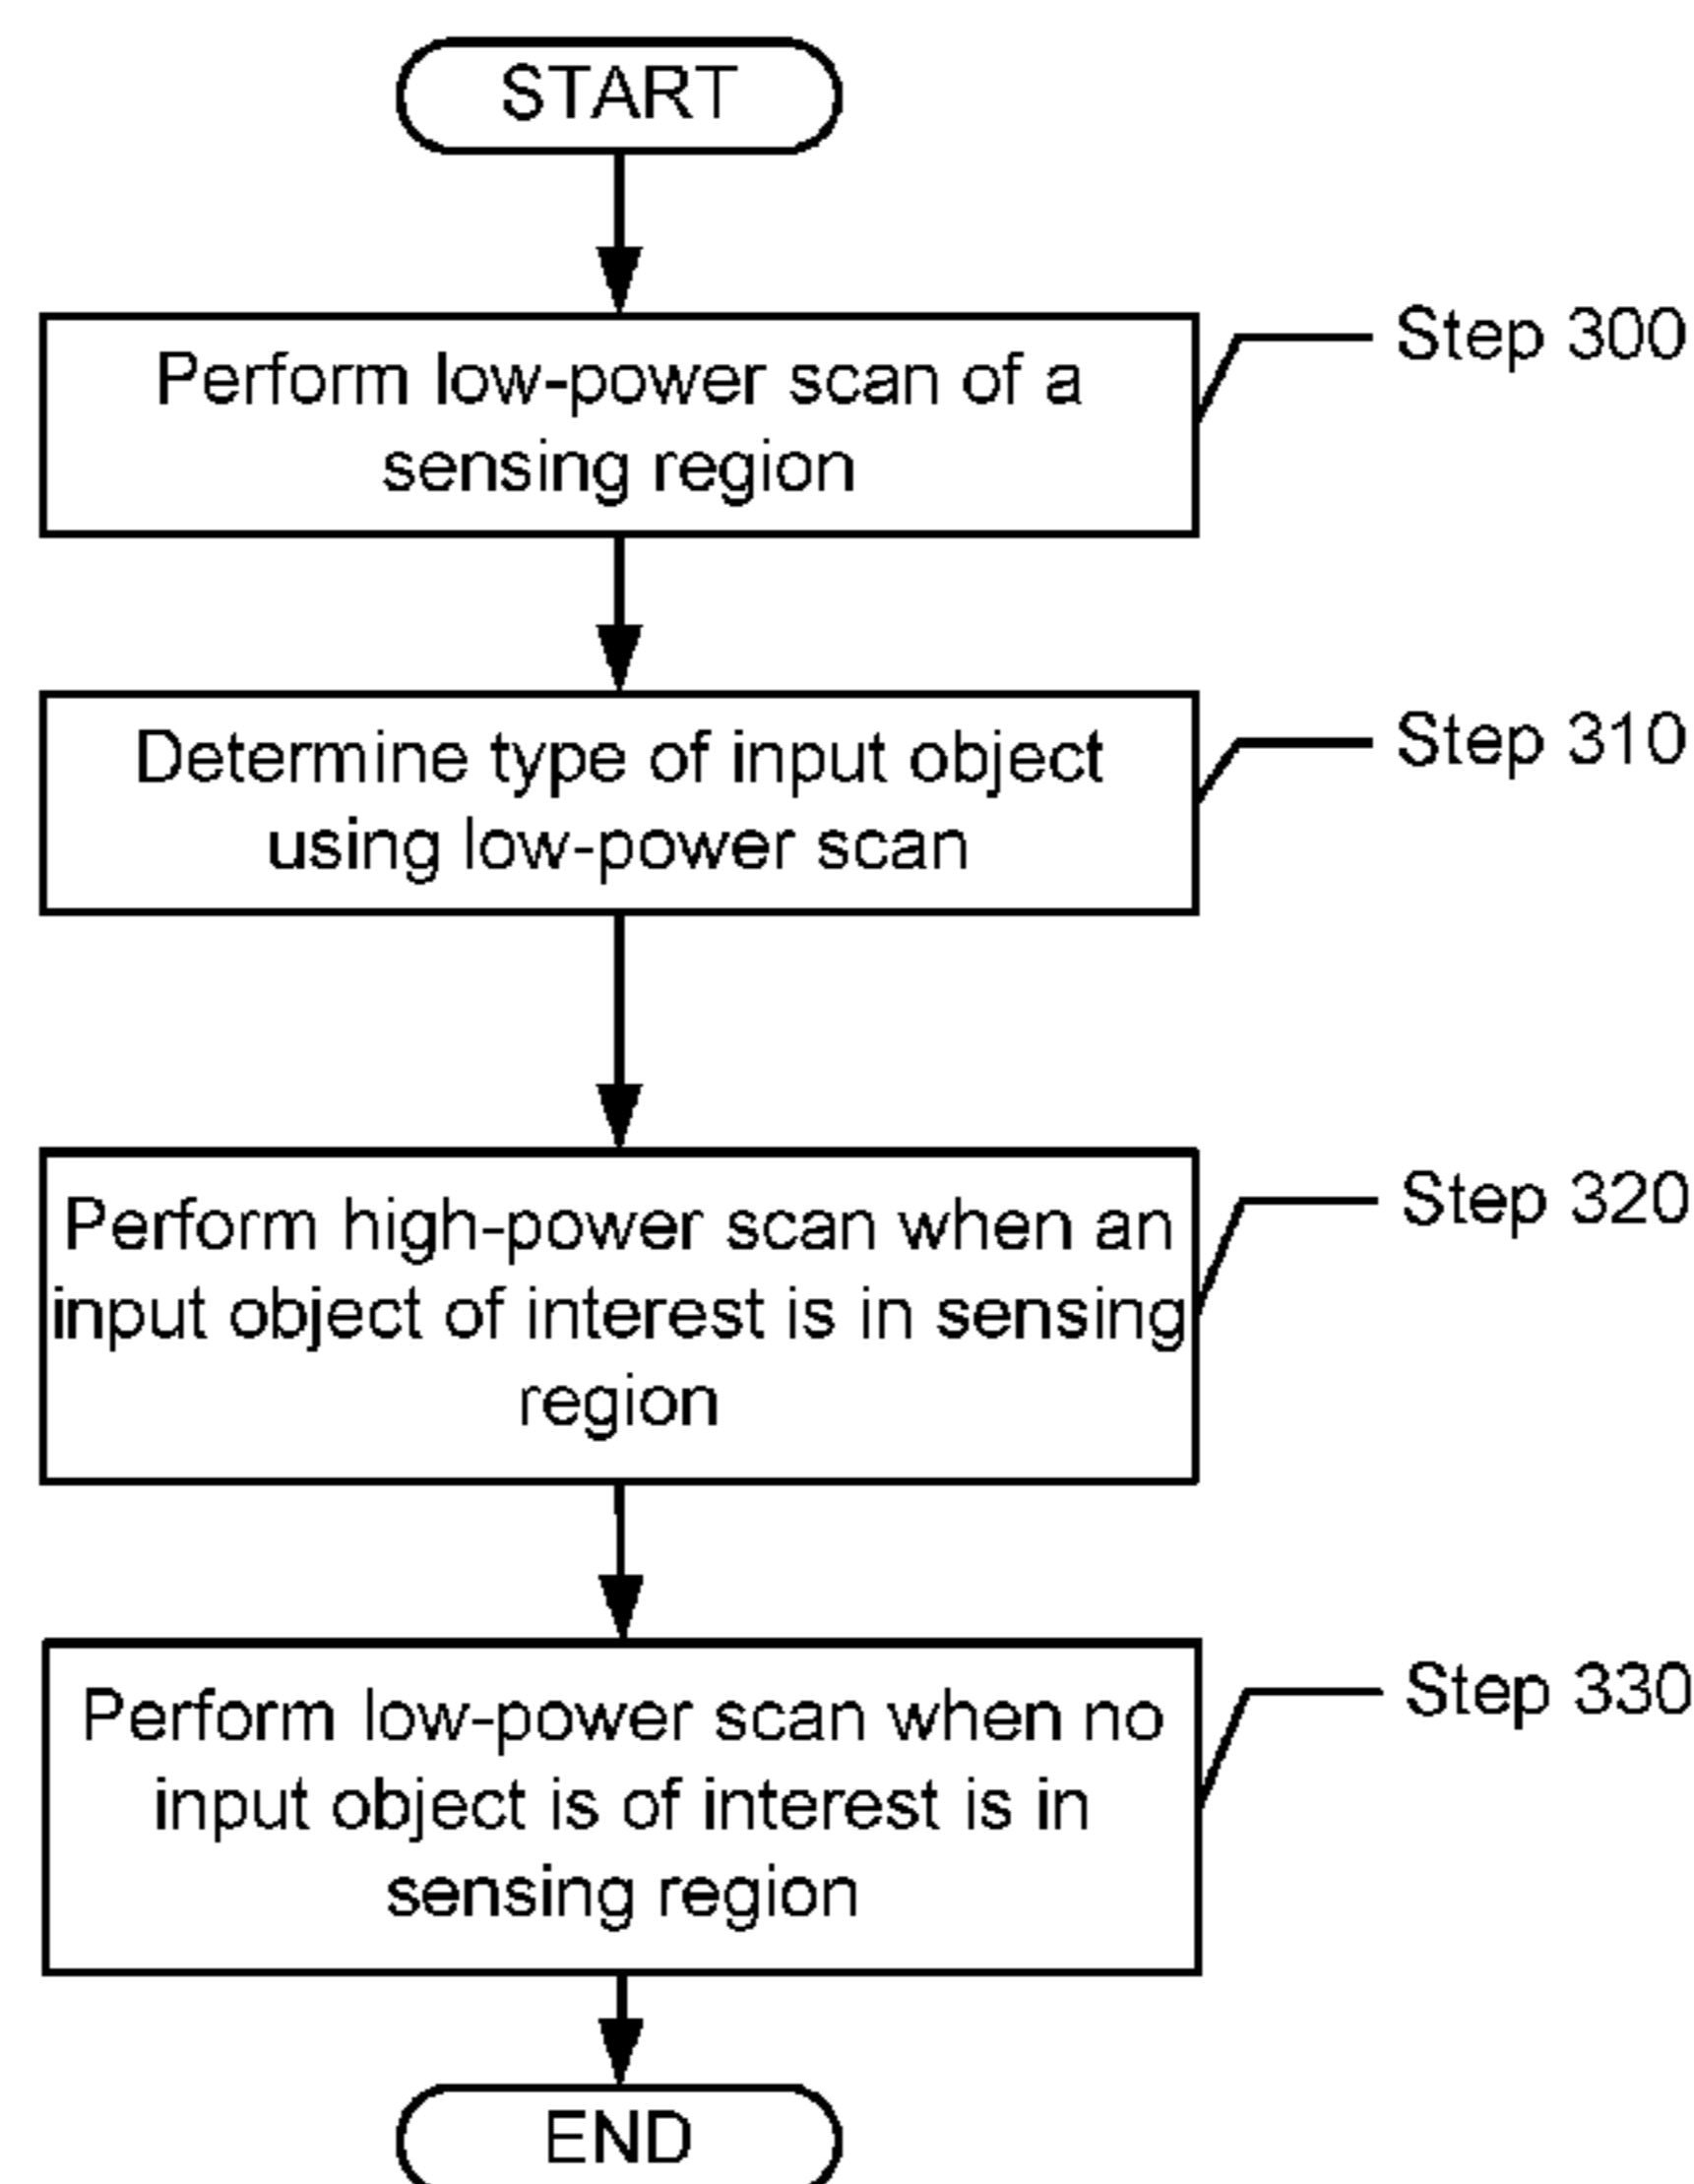 START
Perform low-power scan of a
sensing region
Step 300
Determine type of input object
using low-power scan
Step 310
Perform high-power scan when an
input object of interest is in sensing
region
Step 320
Perform low-power scan when no
input object is of interest is in
sensing region
Step 330
END